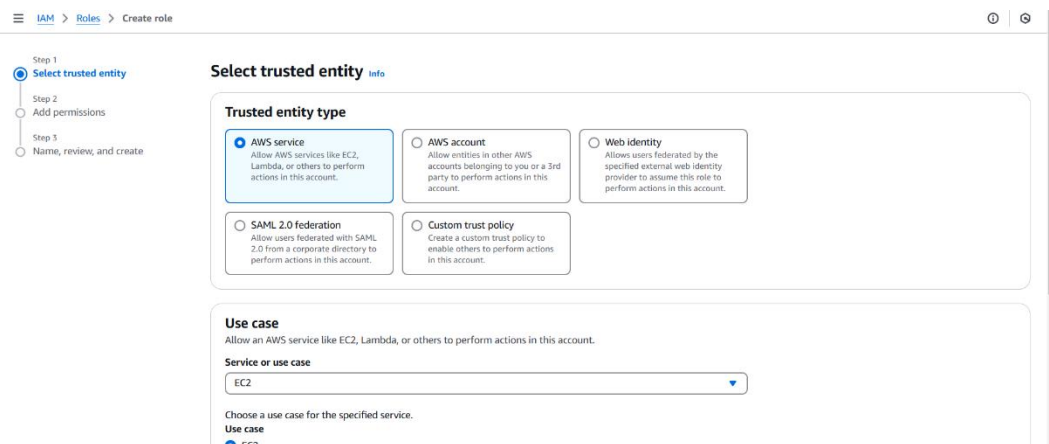 IAM > Roles > Create role
Step 1
Select trusted entity
Step 2
Add permissions
Step 3
Name, review, and create
Select trusted entity Info
Trusted entity type
AWS service
Allow AWS services like EC2,
Lambda, or others to perform
actions in this account.
AWS account
Allow entities in other AWS
accounts belonging to you or a 3rd
party to perform actions in this
account.
Web identity
Allows users federated by the
specified external web identity
provider to assume this role to
perform actions in this account.
SAML 2.0 federation
Allow users federated with SAML
2.0 from a corporate directory to
perform actions in this account.
Custom trust policy
Create a custom trust policy to
enable others to perform actions
in this account.
Use case
Allow an AWS service like EC2, Lambda, or others to perform actions in this account.
Service or use case
EC2
Choose a use case for the specified service.
Use case
EC2